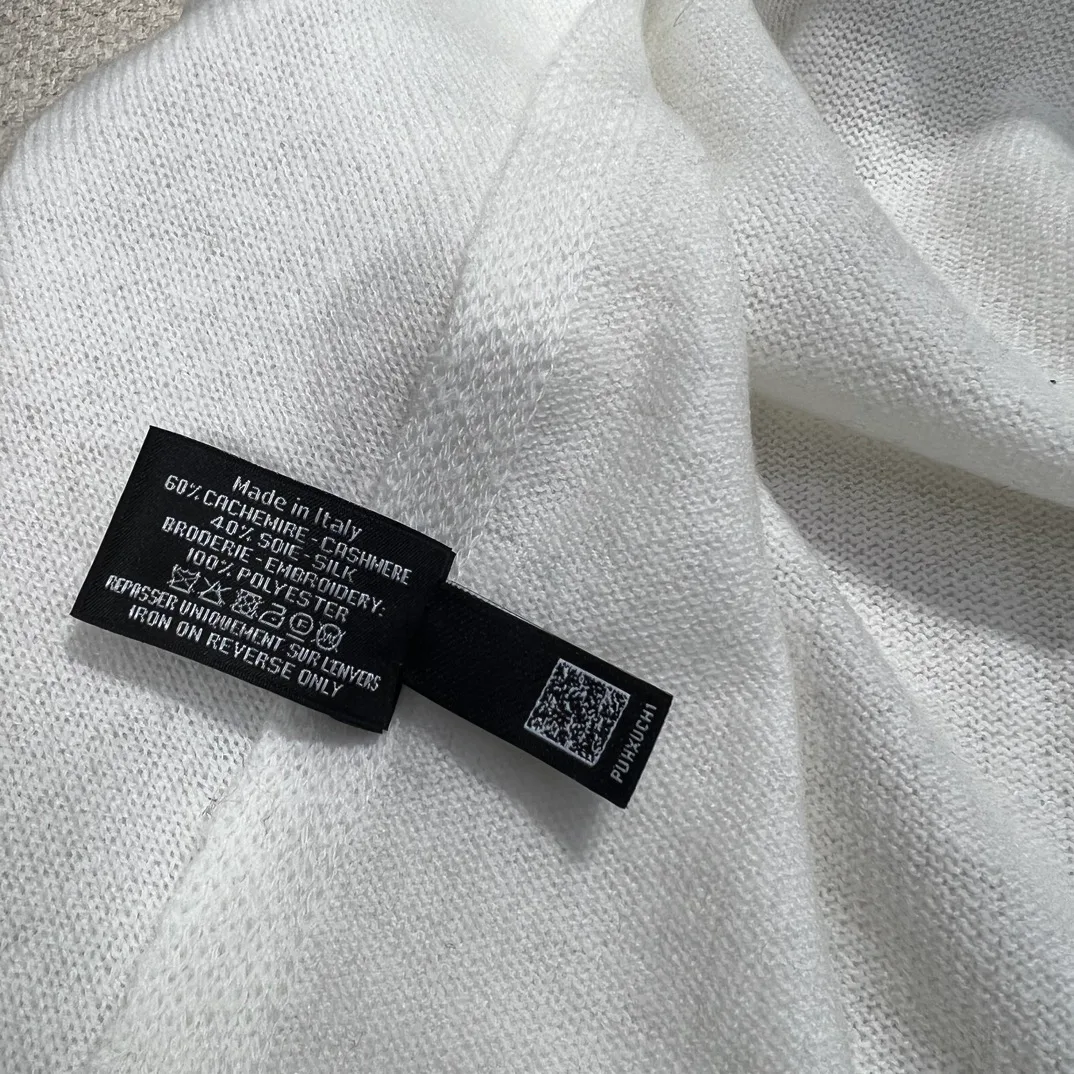 Made in Italy
60% CACHEMIRE - CASHMERE
40% SOIE - SILK
BRODERIE - EMBROIDERY:
100% POLYESTER
REPASSER UNIQUEMENT SUR L'ENVERS
IRON ON REVERSE ONLY
PUHXUCH1